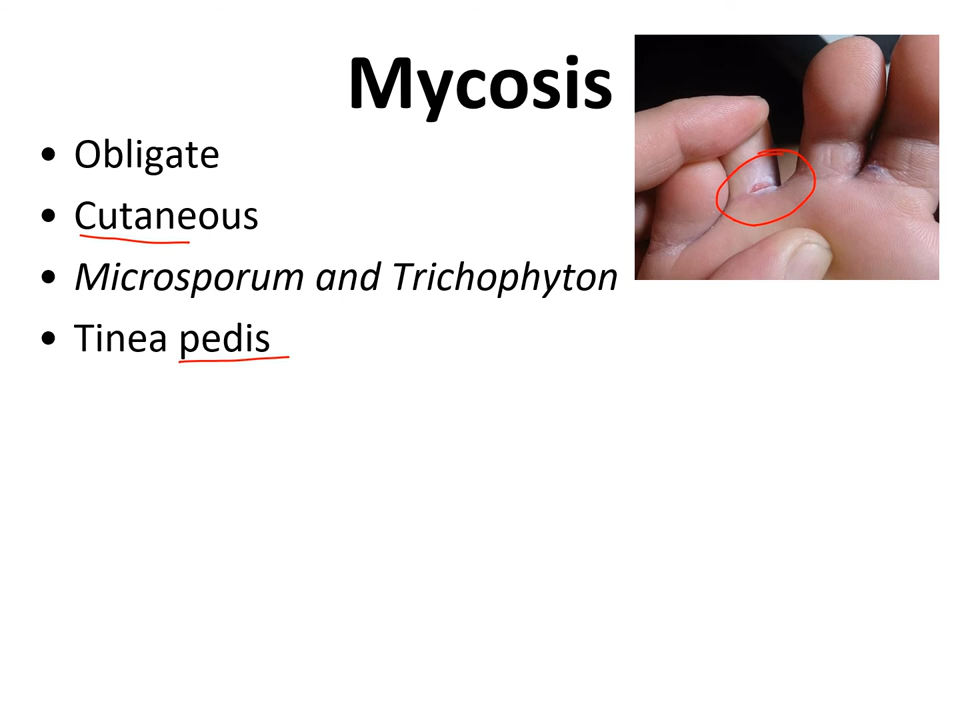 Mycosis
• Obligate
• Cutaneous
• Microsporum and Trichophyton
• Tinea pedis